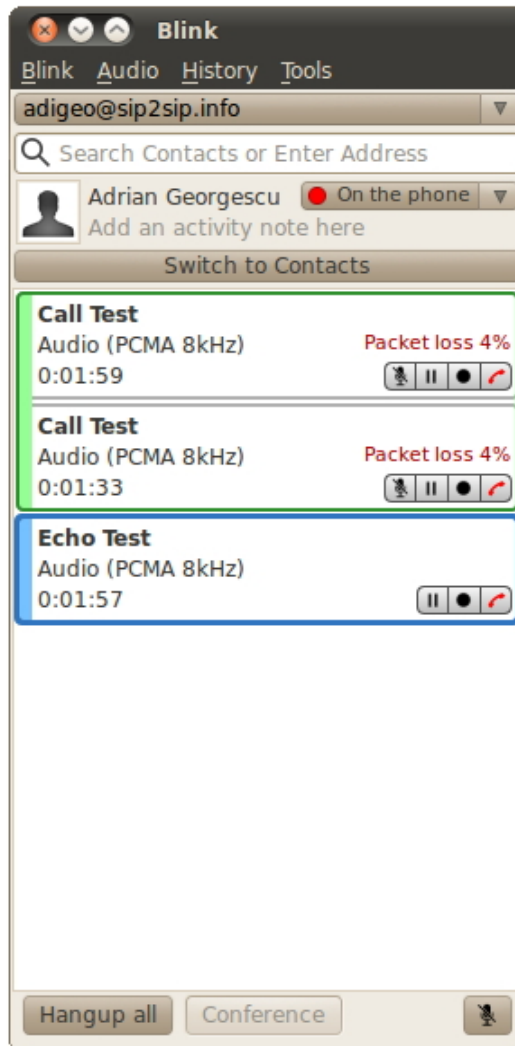 Blink
Blink Audio History Tools
adigeo@sip2sip.info
Search Contacts or Enter Address
Adrian Georgescu On the phone
Add an activity note here
Switch to Contacts
Call Test
Audio (PCMA 8kHz) Packet loss 4%
0:01:59
Call Test
Audio (PCMA 8kHz) Packet loss 4%
0:01:33
Echo Test
Audio (PCMA 8kHz)
0:01:57
Hangup all Conference